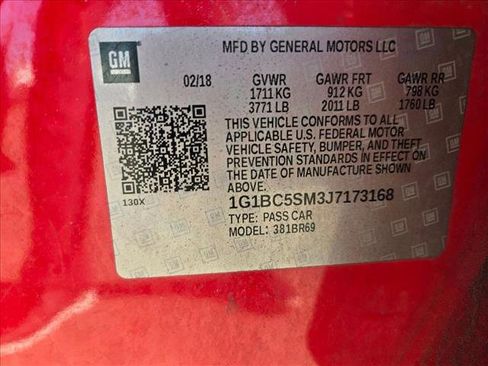 GM
MFD BY GENERAL MOTORS LLC
02/18 GVWR GAWR FRT GAWR RR
1711 KG 912 KG 798 KG
3771 LB 2011 LB 1760 LB
THIS VEHICLE CONFORMS TO ALL
APPLICABLE U.S. FEDERAL MOTOR
VEHICLE SAFETY, BUMPER, AND THEFT
PREVENTION STANDARDS IN EFFECT ON
THE DATE OF MANUFACTURE SHOWN
ABOVE.
130X
1G1BC5SM3J7173168
TYPE: PASS CAR
MODEL: 381BR69